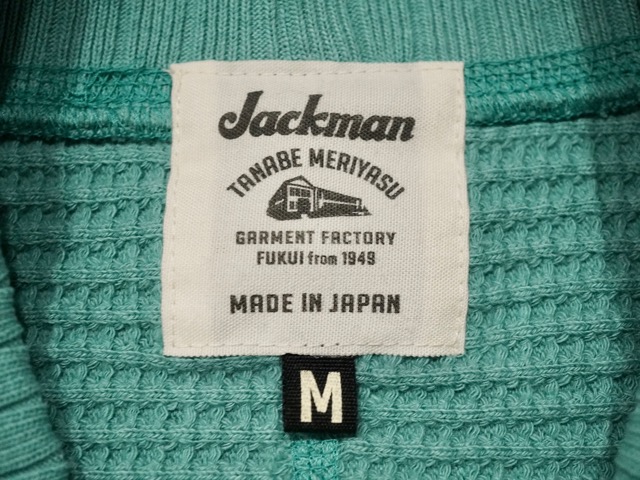 Jackman
TANABE MERIYASU
GARMENT FACTORY
FUKUI from 1949
MADE IN JAPAN
M